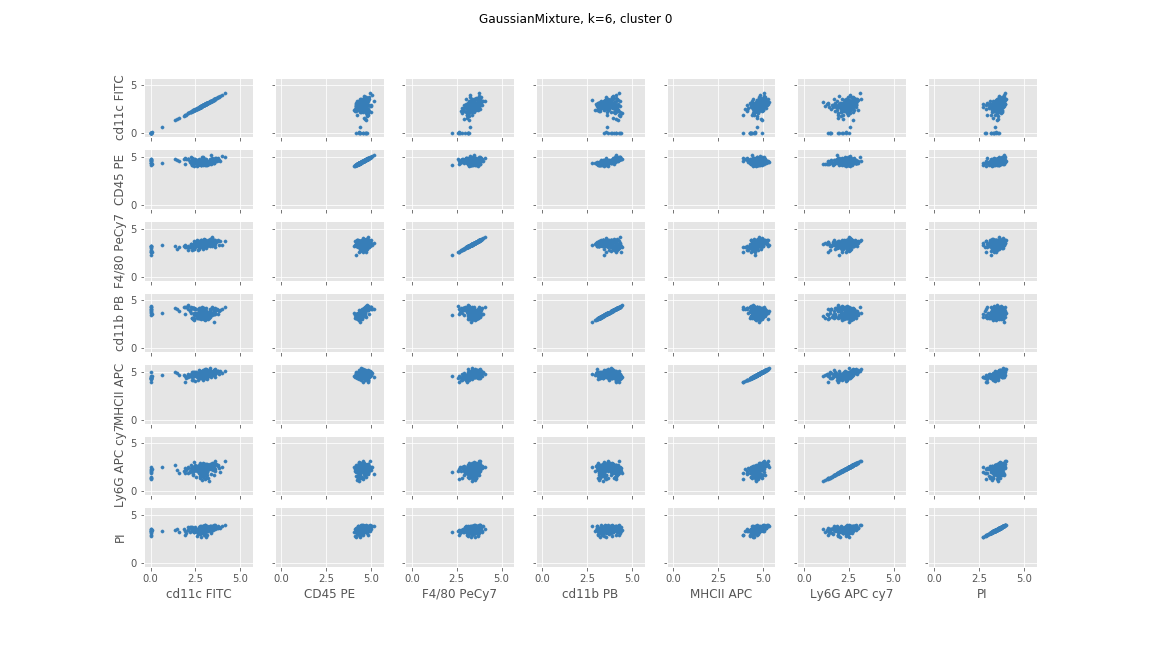 GaussianMixture, k=6, cluster 0
cd11c FITC
5
0
CD45 PE
5
0
F4/80 PeCy7
5
0
cd11b PB
5
0
MHCII APC
5
0
Ly6G APC cy7
5
0
PI
5
0
0.0 2.5 5.0 0.0 2.5 5.0 0.0 2.5 5.0 0.0 2.5 5.0 0.0 2.5 5.0 0.0 2.5 5.0 0.0 2.5 5.0
cd11c FITC CD45 PE F4/80 PeCy7 cd11b PB MHCII APC Ly6G APC cy7 PI